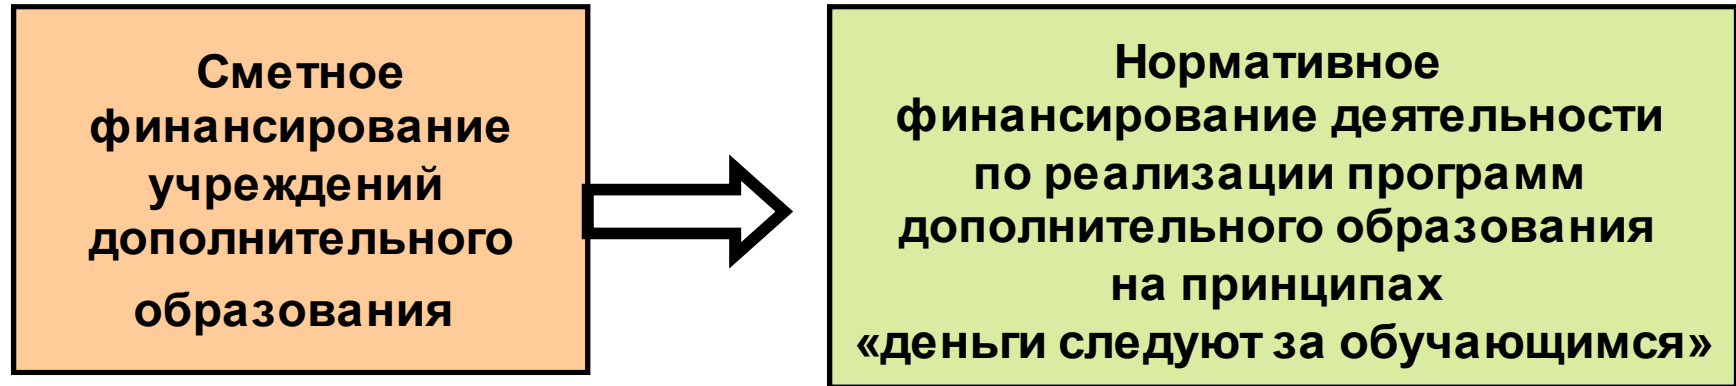 Сметное
финансирование
учреждений
дополнительного
образования
Нормативное
финансирование деятельности
по реализации программ
дополнительного образования
на принципах
«деньги следуют за обучающимся»